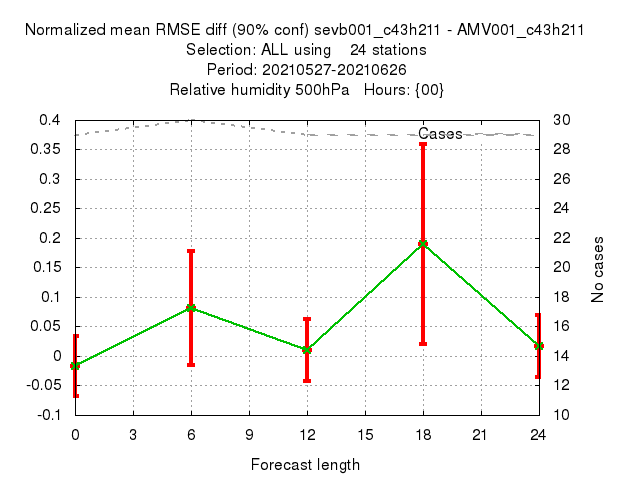 Normalized mean RMSE diff (90% conf) sevb001_c43h211 - AMV001_c43h211
Selection: ALL using    24 stations
Period: 20210527-20210626
Relative humidity 500hPa   Hours: {00}
0.4
0.35
0.3
0.25
0.2
0.15
0.1
0.05
0
-0.05
-0.1
Cases
30
28
26
24
22
20
18
16
14
12
10
No cases
0 3 6 9 12 15 18 21 24
Forecast length